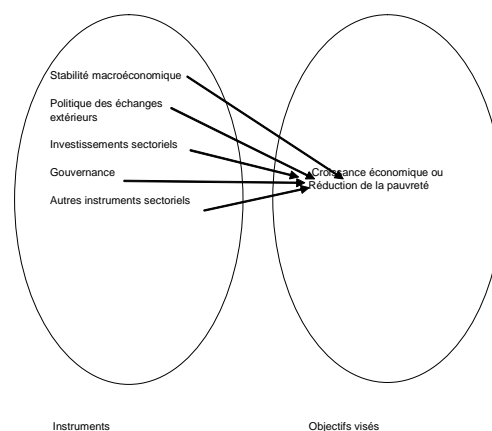 Stabilité macroéconomique
Politique des échanges
extérieurs
Investissements sectoriels
Gouvernance
Autres instruments sectoriels
Croissance économique ou
Réduction de la pauvreté
Instruments
Objectifs visés